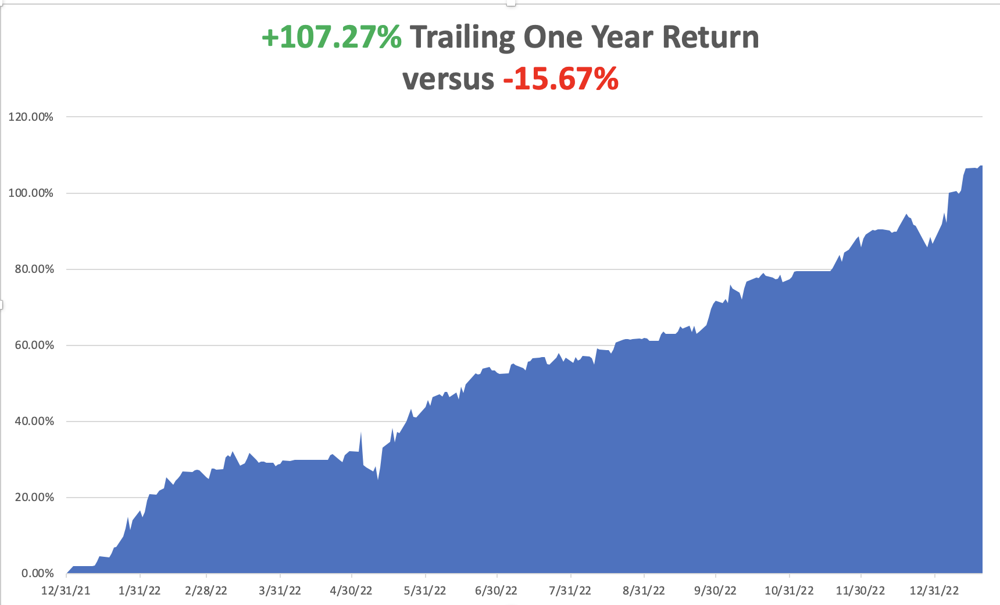 +107.27% Trailing One Year Return
versus -15.67%
120.00%
100.00%
80.00%
60.00%
40.00%
20.00%
0.00%
12/31/21 1/31/22 2/28/22 3/31/22 4/30/22 5/31/22 6/30/22 7/31/22 8/31/22 9/30/22 10/31/22 11/30/22 12/31/22